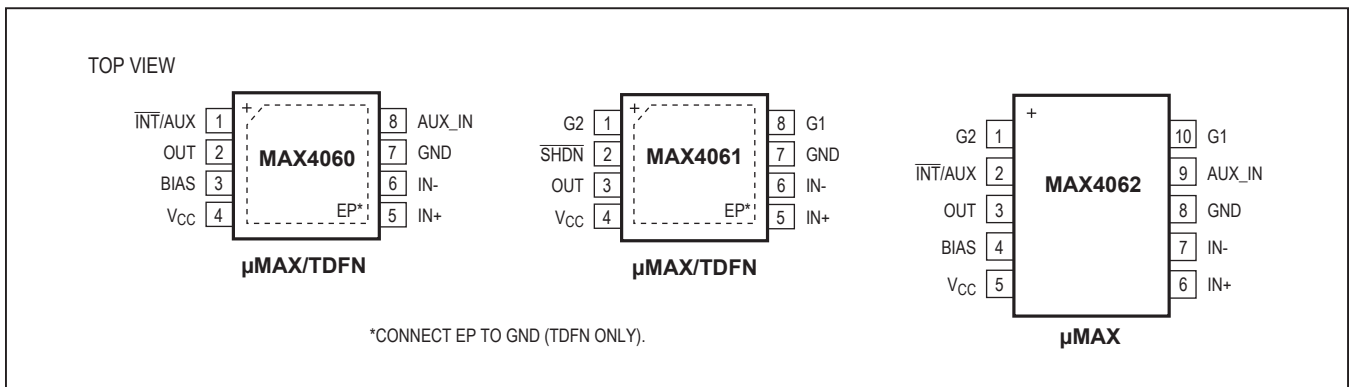 TOP VIEW
+
I̅N̅T̅/AUX 1
OUT 2
BIAS 3
VCC 4
MAX4060
EP*
8 AUX_IN
7 GND
6 IN-
5 IN+
µMAX/TDFN
+
G2 1
S̅H̅D̅N̅ 2
OUT 3
VCC 4
MAX4061
EP*
8 G1
7 GND
6 IN-
5 IN+
µMAX/TDFN
+
G2 1
I̅N̅T̅/AUX 2
OUT 3
BIAS 4
VCC 5
MAX4062
10 G1
9 AUX_IN
8 GND
7 IN-
6 IN+
µMAX
*CONNECT EP TO GND (TDFN ONLY).